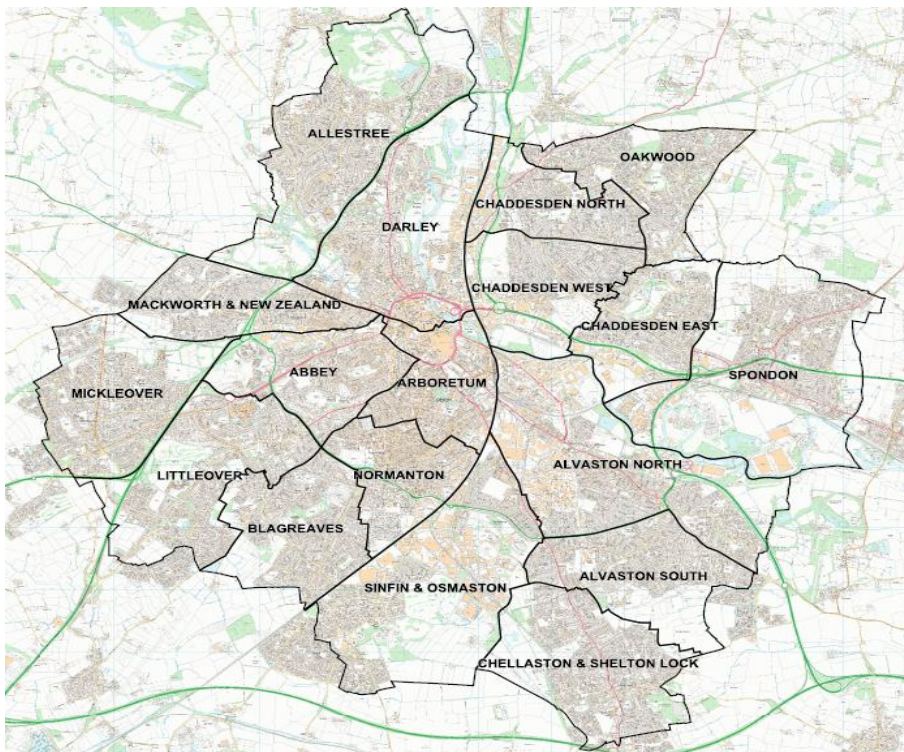 ALLESTREE
OAKWOOD
CHADDESDEN NORTH
DARLEY
CHADDESDEN WEST
MACKWORTH & NEW ZEALAND
CHADDESDEN EAST
ABBEY
SPONDON
ARBORETUM
MICKLEOVER
ALVASTON NORTH
LITTLEOVER
NORMANTON
BLAGREAVES
ALVASTON SOUTH
SINFIN & OSMASTON
CHELLASTON & SHELTON LOCK